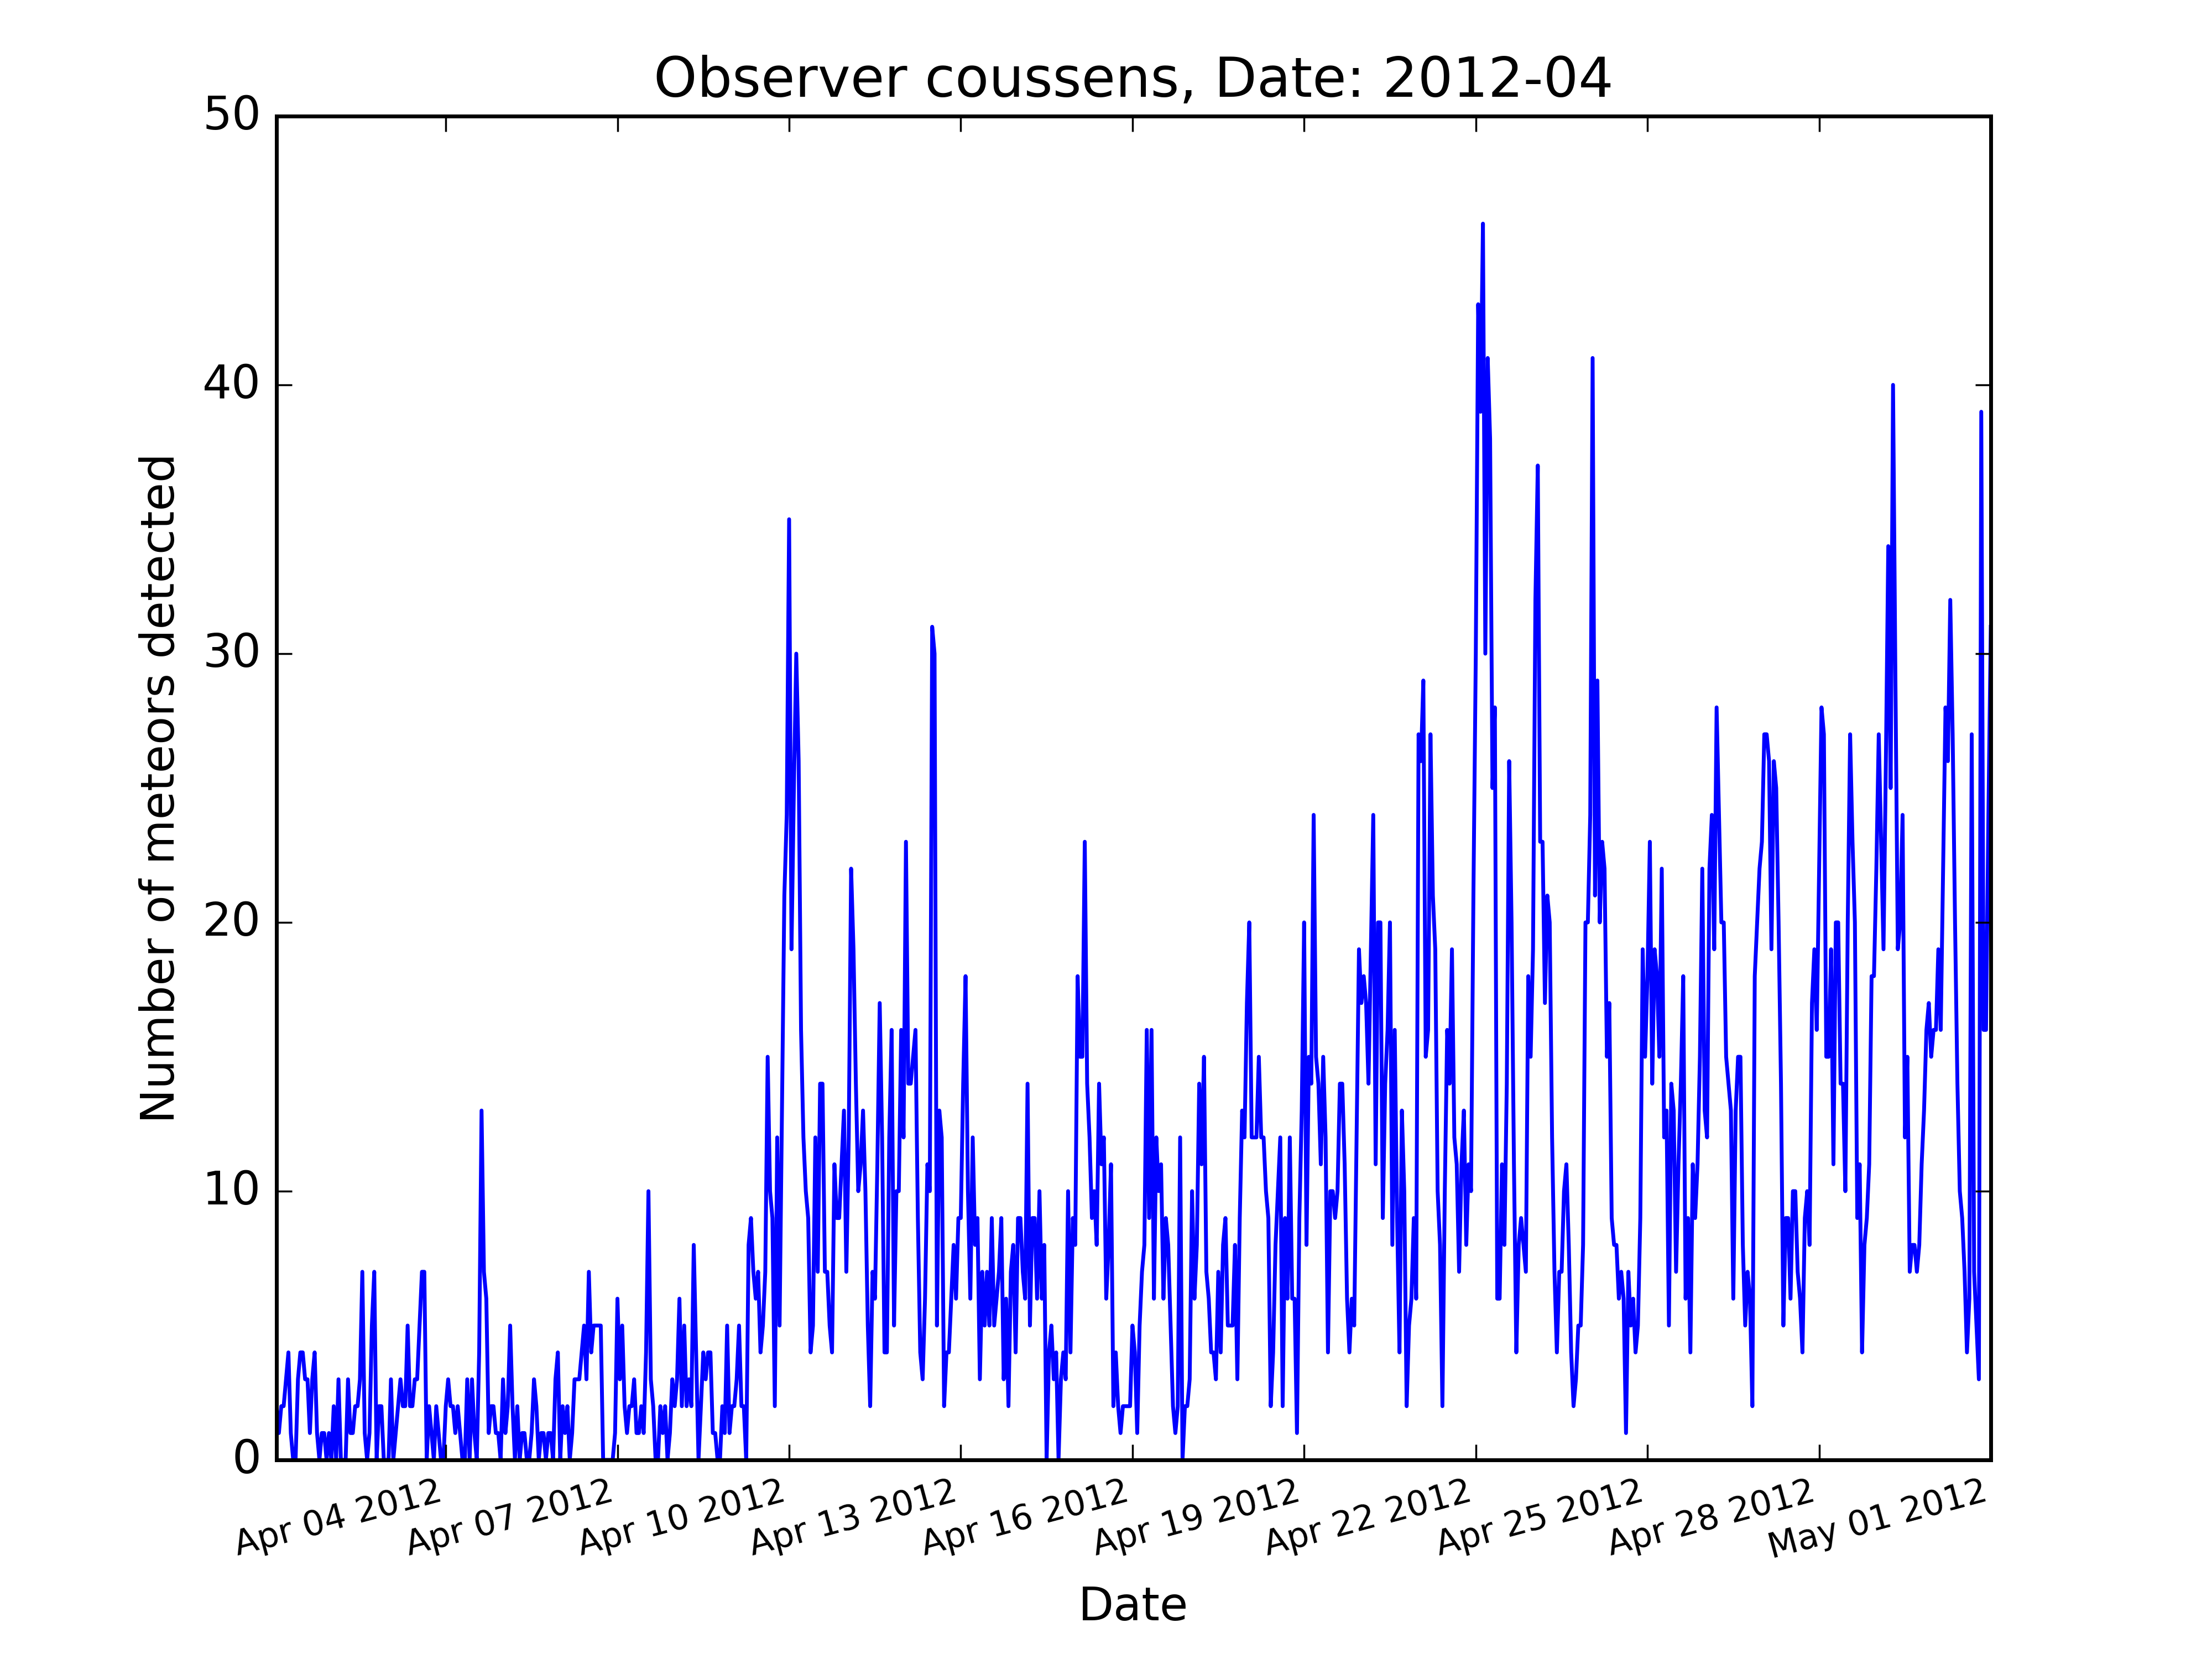 Observer coussens, Date: 2012-04
Number of meteors detected
50
40
30
20
10
0
Apr 04 2012
Apr 07 2012
Apr 10 2012
Apr 13 2012
Apr 16 2012
Apr 19 2012
Apr 22 2012
Apr 25 2012
Apr 28 2012
May 01 2012
Date